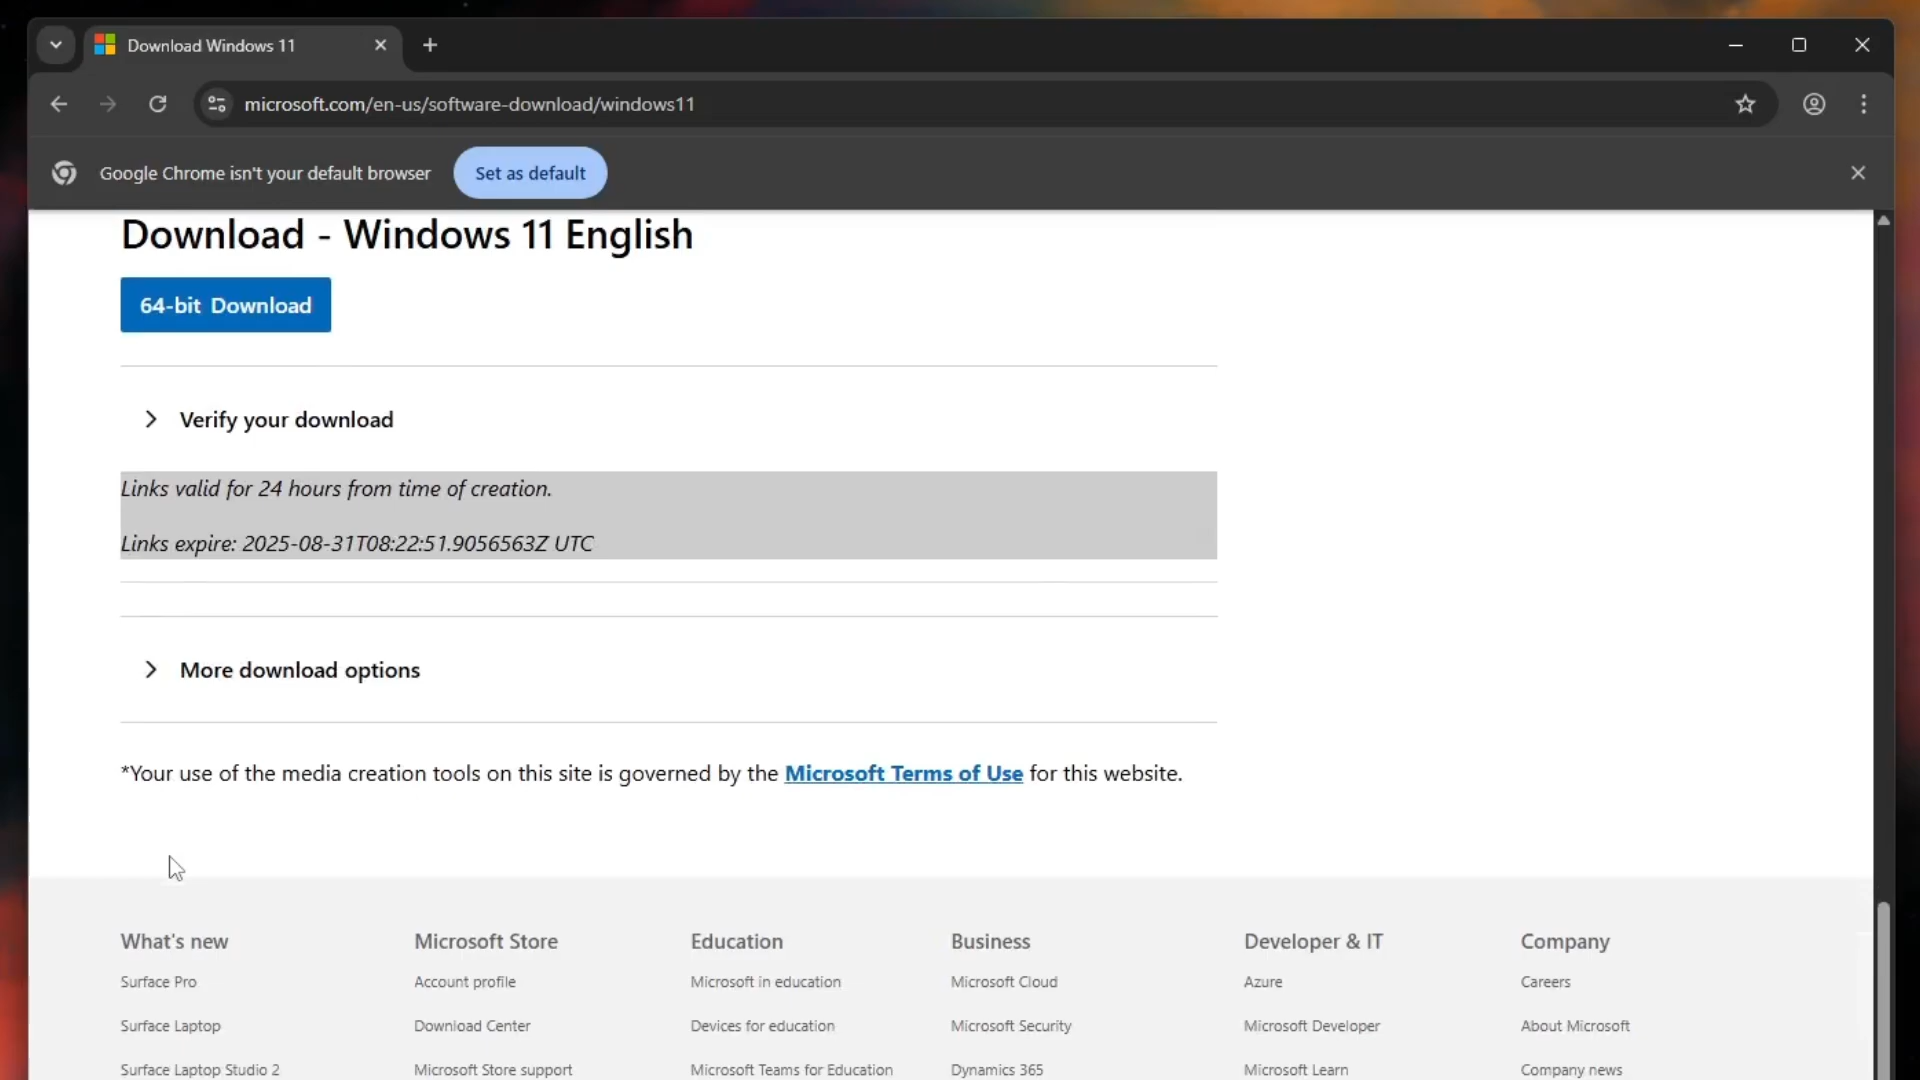 Download Windows 11
microsoft.com/en-us/software-download/windows11
Google Chrome isn't your default browser
Set as default
Download - Windows 11 English
64-bit Download
Verify your download
Links valid for 24 hours from time of creation.
Links expire: 2025-08-31T08:22:51.9056563Z UTC
More download options
*Your use of the media creation tools on this site is governed by the Microsoft Terms of Use for this website.
What's new
Surface Pro
Surface Laptop
Surface Laptop Studio 2
Microsoft Store
Account profile
Download Center
Microsoft Store support
Education
Microsoft in education
Devices for education
Microsoft Teams for Education
Business
Microsoft Cloud
Microsoft Security
Dynamics 365
Developer & IT
Azure
Microsoft Developer
Microsoft Learn
Company
Careers
About Microsoft
Company news